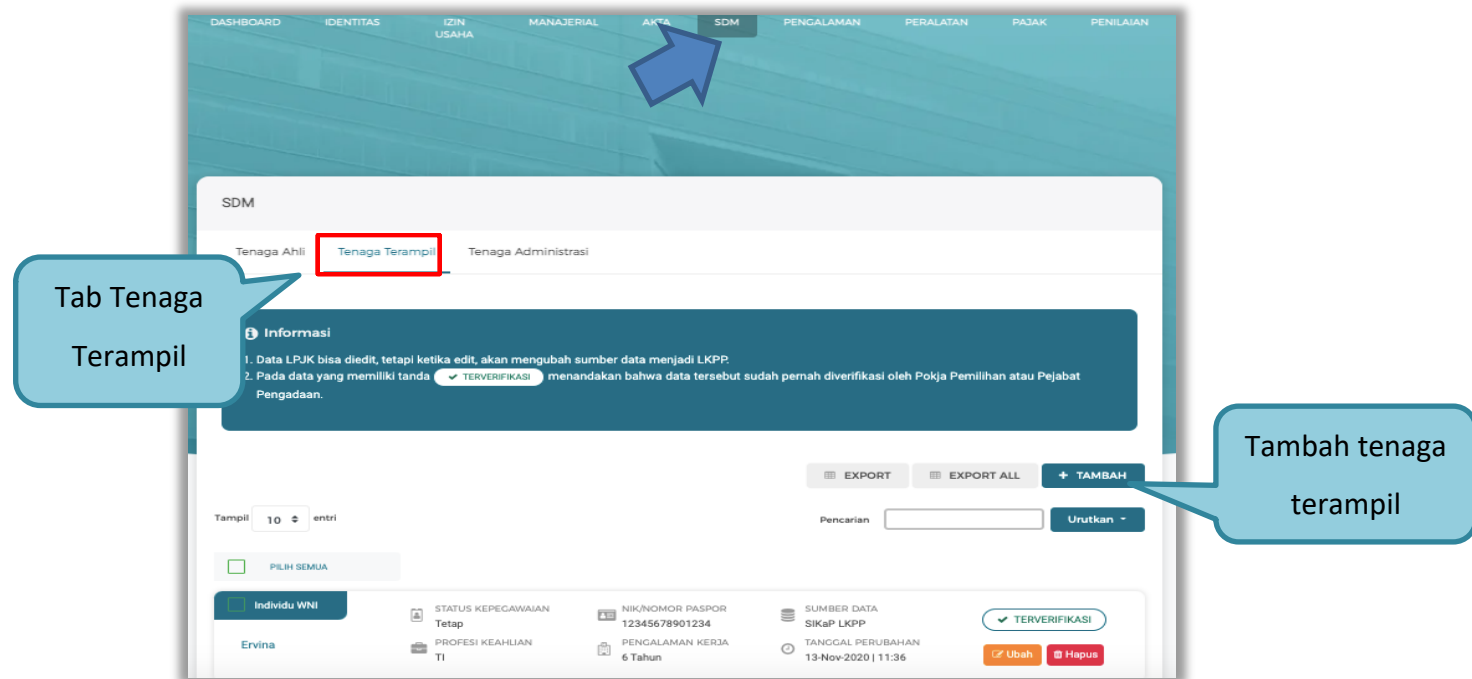 DASHBOARD IDENTITAS IZIN USAHA MANAJERIAL AKTA SDM PENGALAMAN PERALATAN PAJAK PENILAIAN
SDM
Tenaga Ahli Tenaga Terampil Tenaga Administrasi
Tab Tenaga
Terampil
Informasi
1. Data LPJK bisa diedit, tetapi ketika edit, akan mengubah sumber data menjadi LKPP.
2. Pada data yang memiliki tanda TERVERIFIKASI menandakan bahwa data tersebut sudah pernah diverifikasi oleh Pokja Pemilihan atau Pejabat
Pengadaan.
Tambah tenaga
terampil
EXPORT EXPORT ALL + TAMBAH
Tampil 10 entri Pencarian Urutkan
PILIH SEMUA
Individu WNI
Ervina
STATUS KEPEGAWAIAN
Tetap
PROFESI KEAHLIAN
TI
NIK/NOMOR PASPOR
12345678901234
PENGALAMAN KERJA
6 Tahun
SUMBER DATA
SIKaP LKPP
TANGGAL PERUBAHAN
13-Nov-2020 | 11:36
TERVERIFIKASI
Ubah Hapus